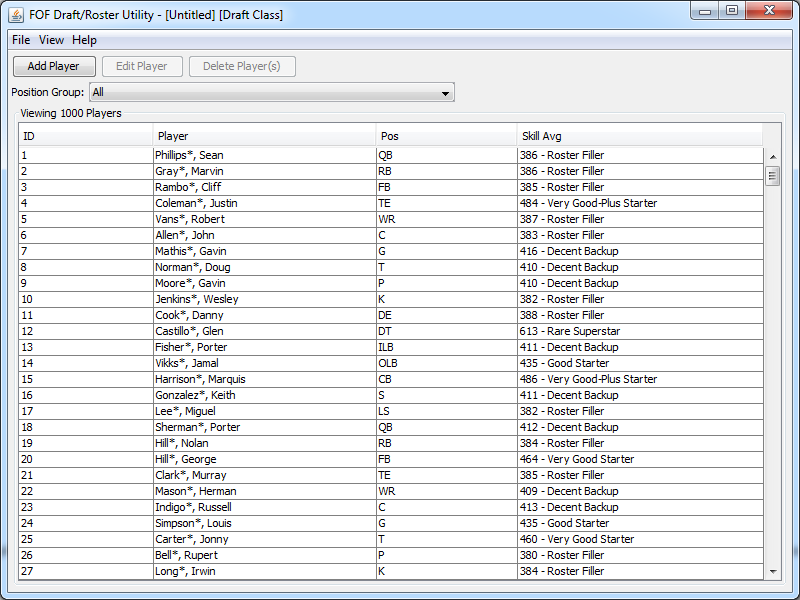 FOF Draft/Roster Utility - [Untitled] [Draft Class]
File View Help
Add Player Edit Player Delete Player(s)
Position Group: All
Viewing 1000 Players
ID Player Pos Skill Avg
1 Phillips*, Sean QB 386 - Roster Filler
2 Gray*, Marvin RB 386 - Roster Filler
3 Rambo*, Cliff FB 385 - Roster Filler
4 Coleman*, Justin TE 484 - Very Good-Plus Starter
5 Vans*, Robert WR 387 - Roster Filler
6 Allen*, John C 383 - Roster Filler
7 Mathis*, Gavin G 416 - Decent Backup
8 Norman*, Doug T 410 - Decent Backup
9 Moore*, Gavin P 410 - Decent Backup
10 Jenkins*, Wesley K 382 - Roster Filler
11 Cook*, Danny DE 388 - Roster Filler
12 Castillo*, Glen DT 613 - Rare Superstar
13 Fisher*, Porter ILB 411 - Decent Backup
14 Vikks*, Jamal OLB 435 - Good Starter
15 Harrison*, Marquis CB 486 - Very Good-Plus Starter
16 Gonzalez*, Keith S 411 - Decent Backup
17 Lee*, Miguel LS 382 - Roster Filler
18 Sherman*, Porter QB 412 - Decent Backup
19 Hill*, Nolan RB 384 - Roster Filler
20 Hill*, George FB 464 - Very Good Starter
21 Clark*, Murray TE 385 - Roster Filler
22 Mason*, Herman WR 409 - Decent Backup
23 Indigo*, Russell C 413 - Decent Backup
24 Simpson*, Louis G 435 - Good Starter
25 Carter*, Jonny T 460 - Very Good Starter
26 Bell*, Rupert P 380 - Roster Filler
27 Long*, Irwin K 384 - Roster Filler